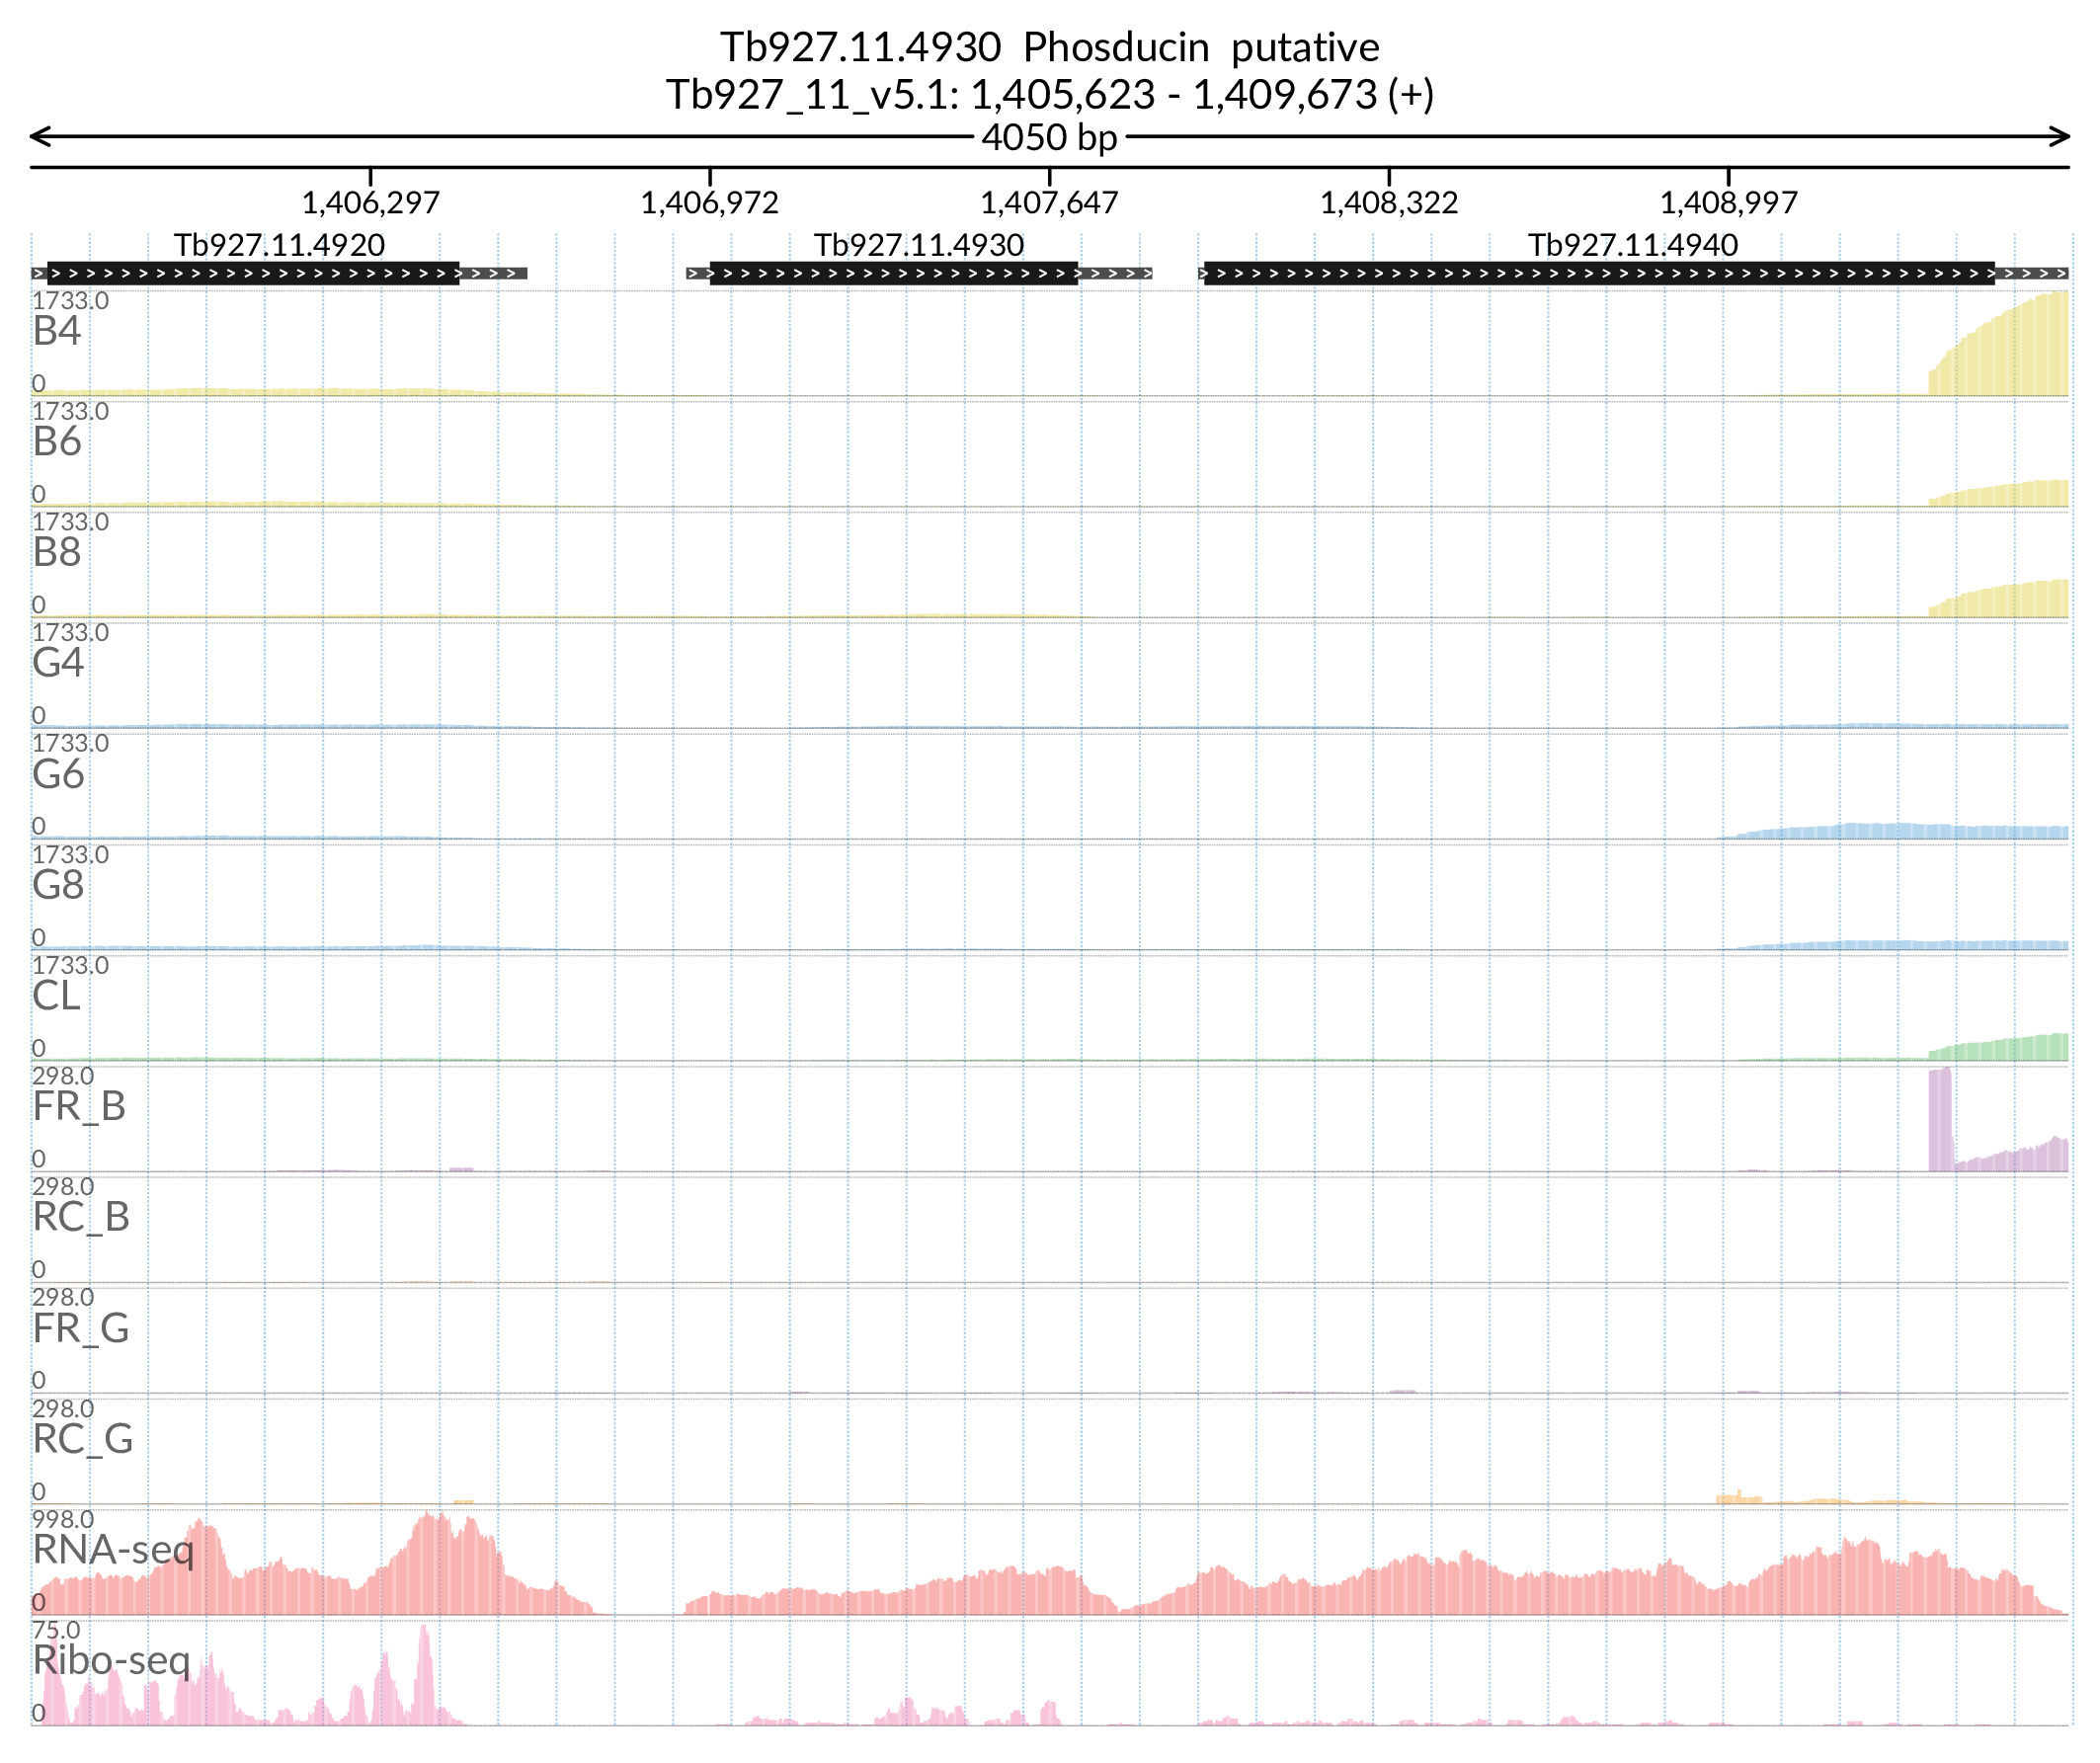 Tb927.11.4930 Phosducin putative
Tb927_11_v5.1: 1,405,623 - 1,409,673 (+)
4050 bp
1,406,297 1,406,972 1,407,647 1,408,322 1,408,997
Tb927.11.4920 Tb927.11.4930 Tb927.11.4940
1733.0
B4
0
1733.0
B6
0
1733.0
B8
0
1733.0
G4
0
1733.0
G6
0
1733.0
G8
0
1733.0
CL
0
298.0
FR_B
0
298.0
RC_B
0
298.0
FR_G
0
298.0
RC_G
0
998.0
RNA-seq
0
75.0
Ribo-seq
0